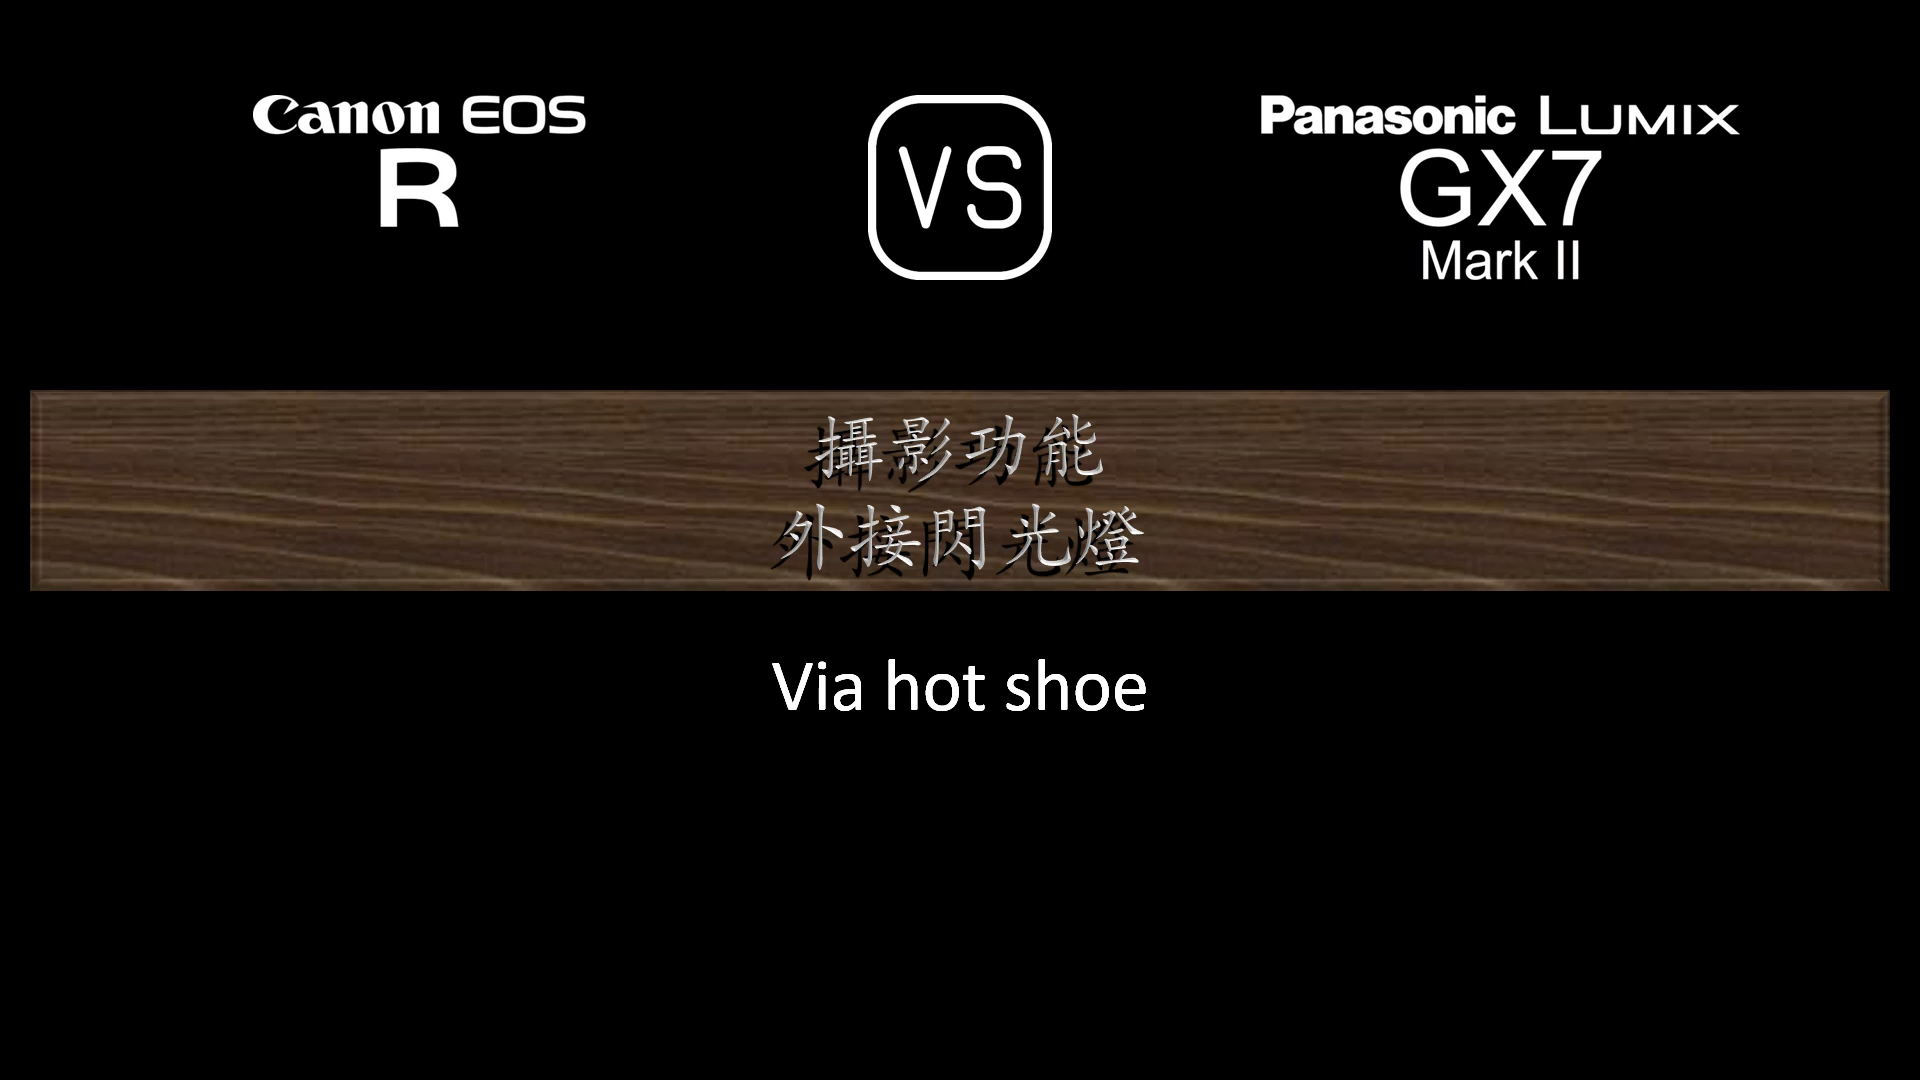 Canon EOS
R
VS
Panasonic LUMIX
GX7
Mark II
攝影功能
外接閃光燈
Via hot shoe